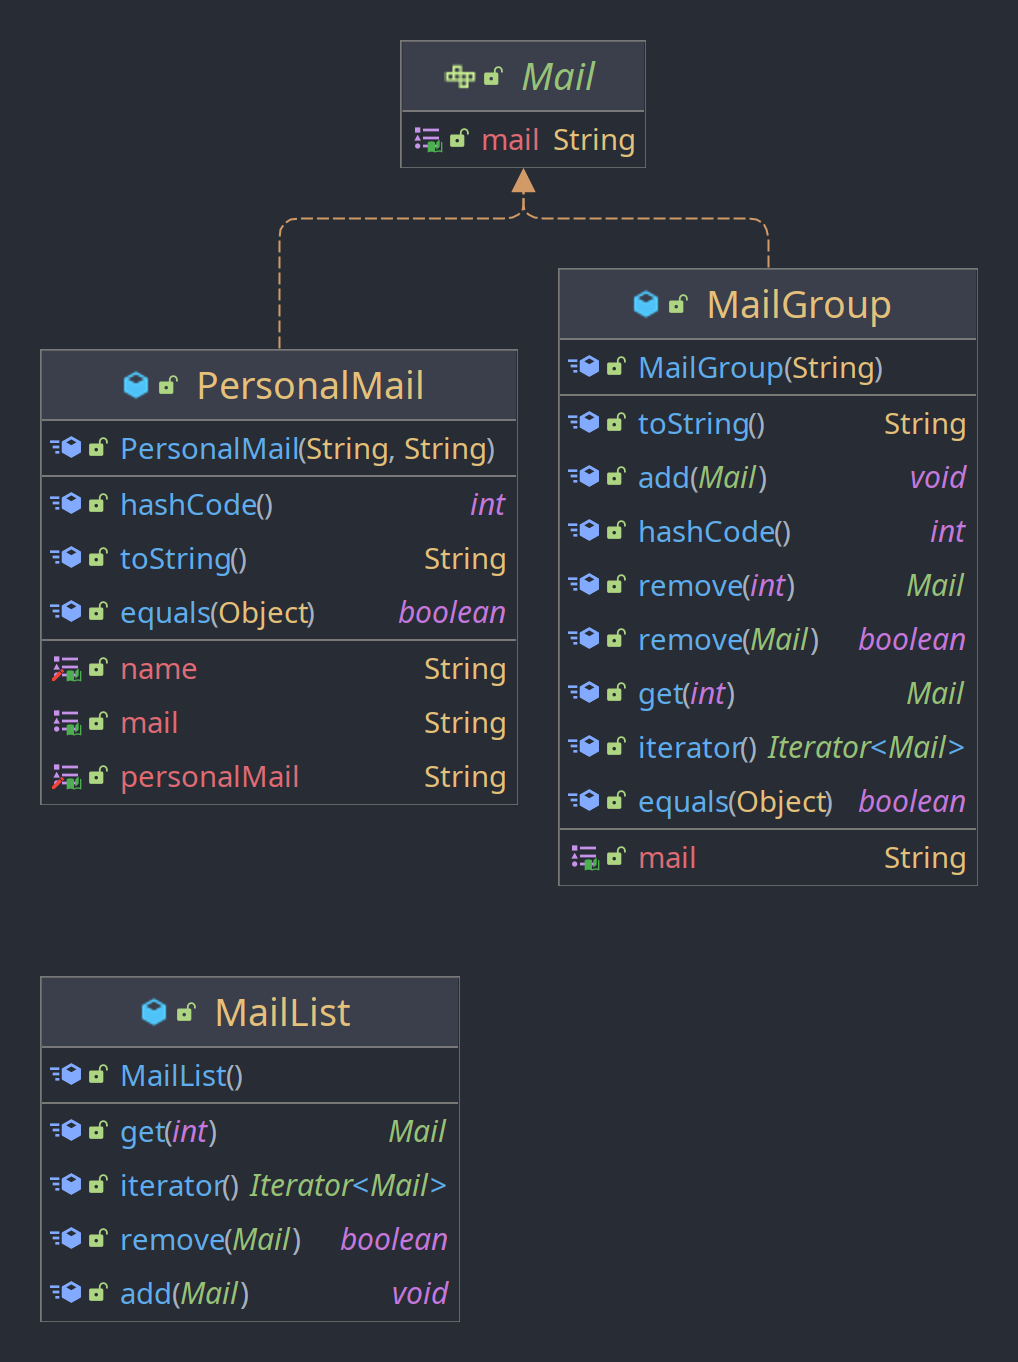 Mail
mail String
PersonalMail
PersonalMail(String, String)
hashCode() int
toString() String
equals(Object) boolean
name String
mail String
personalMail String
MailGroup
MailGroup(String)
toString() String
add(Mail) void
hashCode() int
remove(int) Mail
remove(Mail) boolean
get(int) Mail
iterator() Iterator<Mail>
equals(Object) boolean
mail String
MailList
MailList()
get(int) Mail
iterator() Iterator<Mail>
remove(Mail) boolean
add(Mail) void